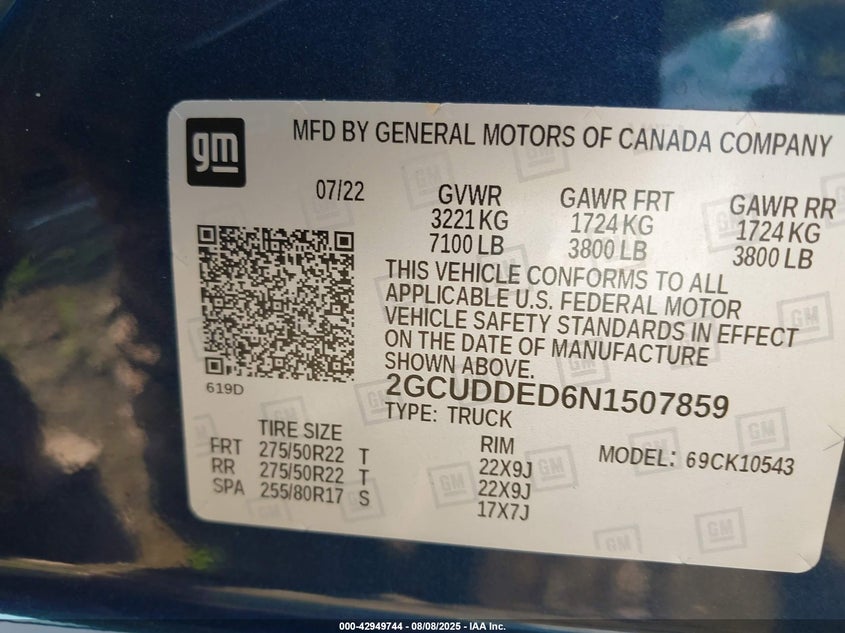 gm
MFD BY GENERAL MOTORS OF CANADA COMPANY
07/22
GVWR GAWR FRT GAWR RR
3221 KG 1724 KG 1724 KG
7100 LB 3800 LB 3800 LB
THIS VEHICLE CONFORMS TO ALL
APPLICABLE U.S. FEDERAL MOTOR
VEHICLE SAFETY STANDARDS IN EFFECT
ON THE DATE OF MANUFACTURE
SHOWN ABOVE.
619D
2GCUDDED6N1507859
TYPE: TRUCK
TIRE SIZE RIM MODEL: 69CK10543
FRT 275/50R22 T 22X9J
RR 275/50R22 T 22X9J
SPA 255/80R17 S 17X7J
000-42949744 | 08/08/2025 - IAA Inc.